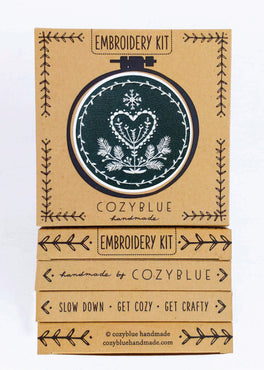 EMBROIDERY KIT
COZYBLUE
handmade
EMBROIDERY KIT
handmade by COZYBLUE
SLOW DOWN • GET COZY • GET CRAFTY
© cozyblue handmade
cozybluehandmade.com